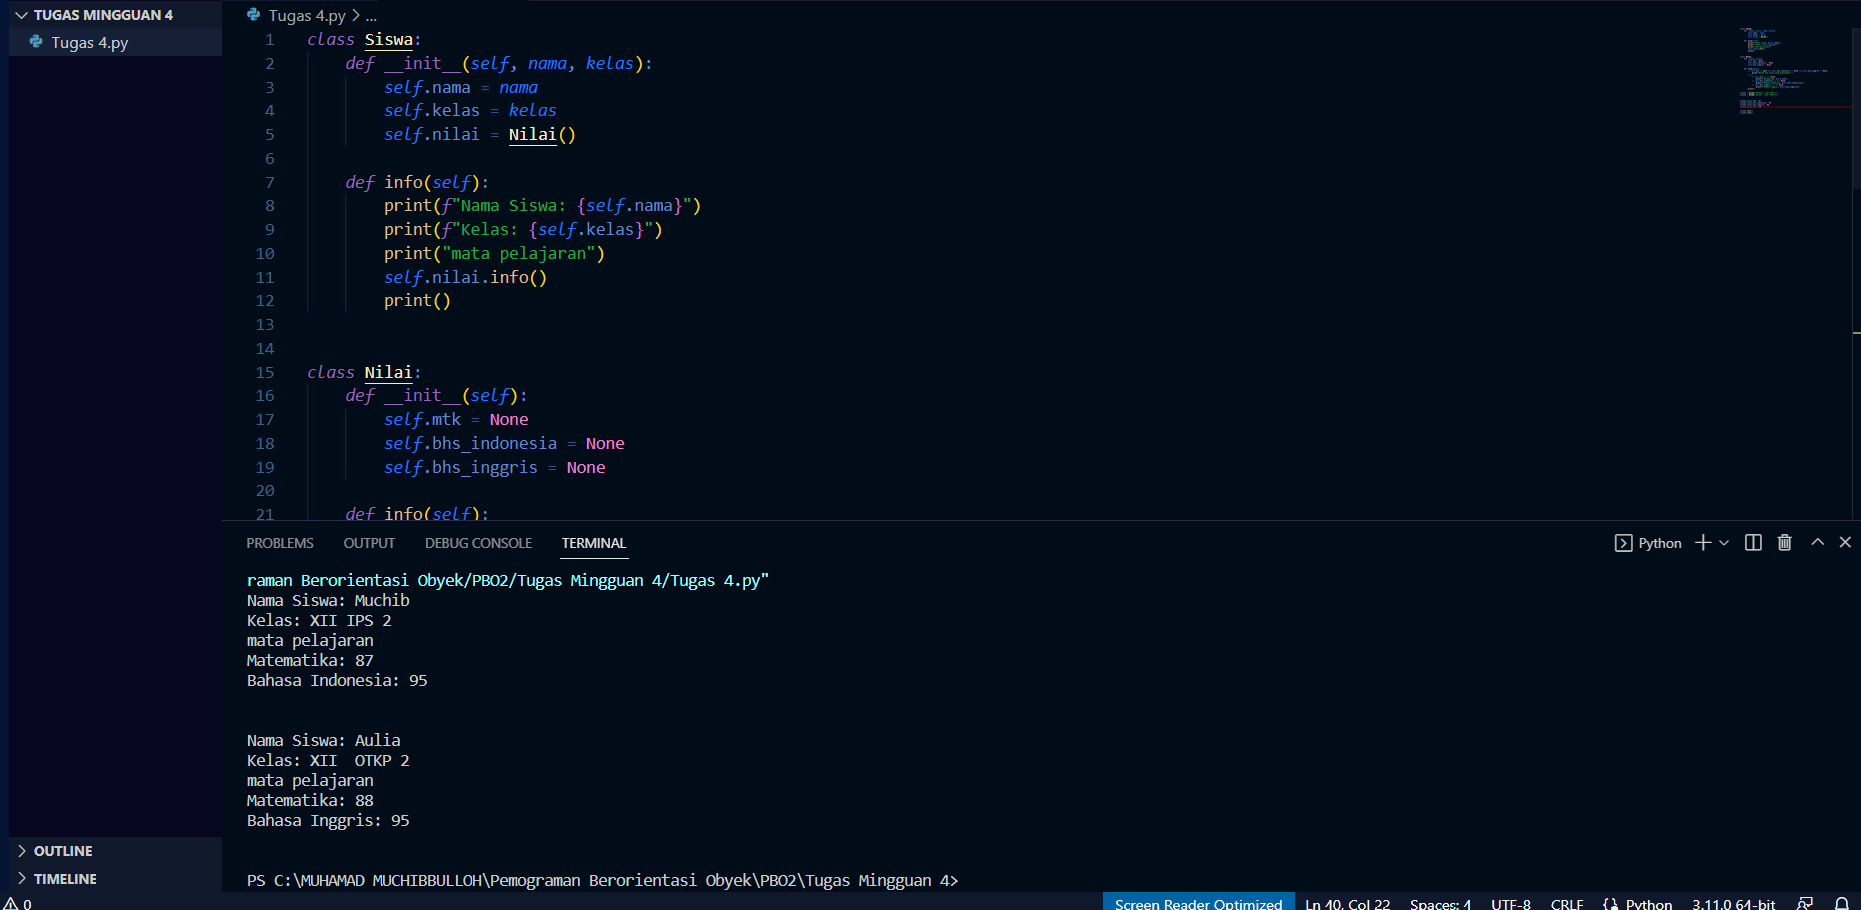 TUGAS MINGGUAN 4
Tugas 4.py
Tugas 4.py > ...
1 class Siswa:
2 def __init__(self, nama, kelas):
3 self.nama = nama
4 self.kelas = kelas
5 self.nilai = Nilai()
6
7 def info(self):
8 print(f"Nama Siswa: {self.nama}")
9 print(f"Kelas: {self.kelas}")
10 print("mata pelajaran")
11 self.nilai.info()
12 print()
13
14
15 class Nilai:
16 def __init__(self):
17 self.mtk = None
18 self.bhs_indonesia = None
19 self.bhs_inggris = None
20
21 def info(self):
PROBLEMS OUTPUT DEBUG CONSOLE TERMINAL Python
raman Berorientasi Obyek/PBO2/Tugas Mingguan 4/Tugas 4.py"
Nama Siswa: Muchib
Kelas: XII IPS 2
mata pelajaran
Matematika: 87
Bahasa Indonesia: 95
Nama Siswa: Aulia
Kelas: XII  OTKP 2
mata pelajaran
Matematika: 88
Bahasa Inggris: 95
PS C:\MUHAMAD MUCHIBBULLOH\Pemograman Berorientasi Obyek\PBO2\Tugas Mingguan 4>
OUTLINE
TIMELINE
0 Screen Reader Optimized Ln 40, Col 22 Spaces: 4 UTF-8 CRLF Python 3.11.0 64-bit